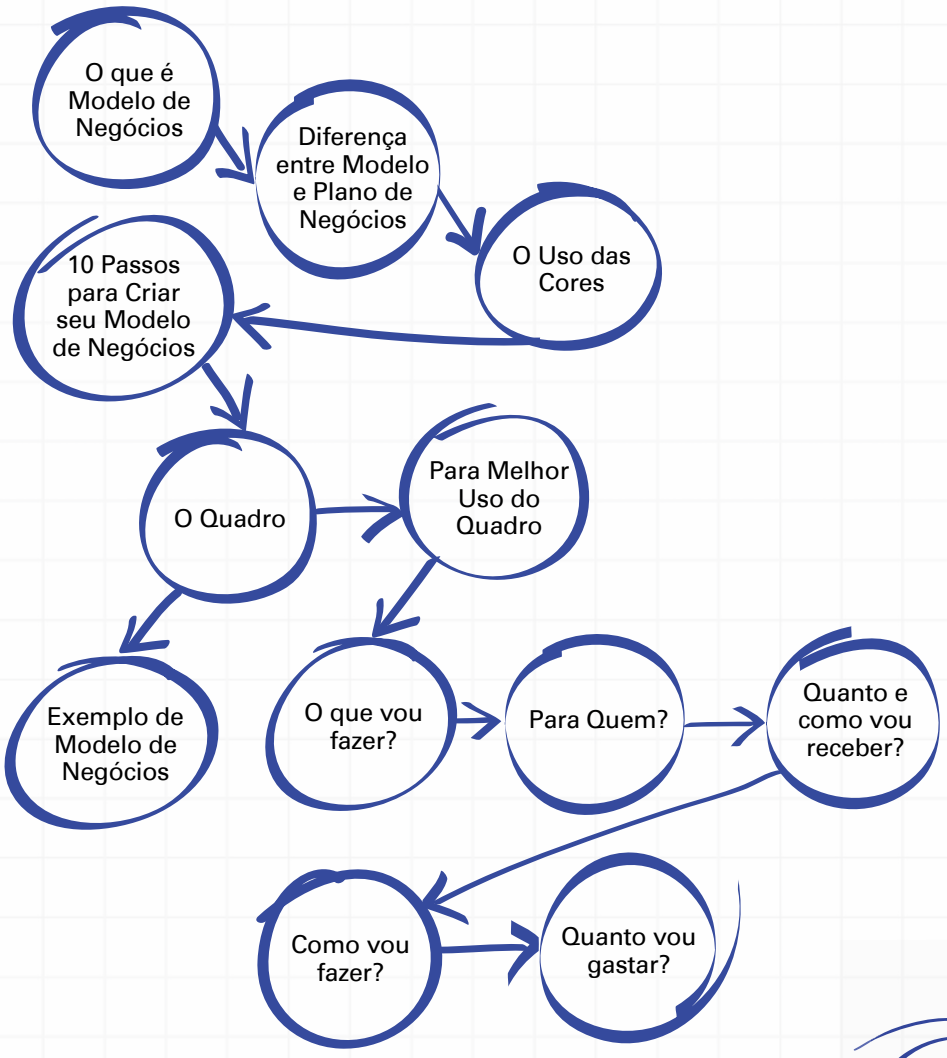 O que é
Modelo de
Negócios
Diferença
entre Modelo
e Plano de
Negócios
O Uso das
Cores
10 Passos
para Criar
seu Modelo
de Negócios
O Quadro
Para Melhor
Uso do
Quadro
Exemplo de
Modelo de
Negócios
O que vou
fazer?
Para Quem?
Quanto e
como vou
receber?
Como vou
fazer?
Quanto vou
gastar?